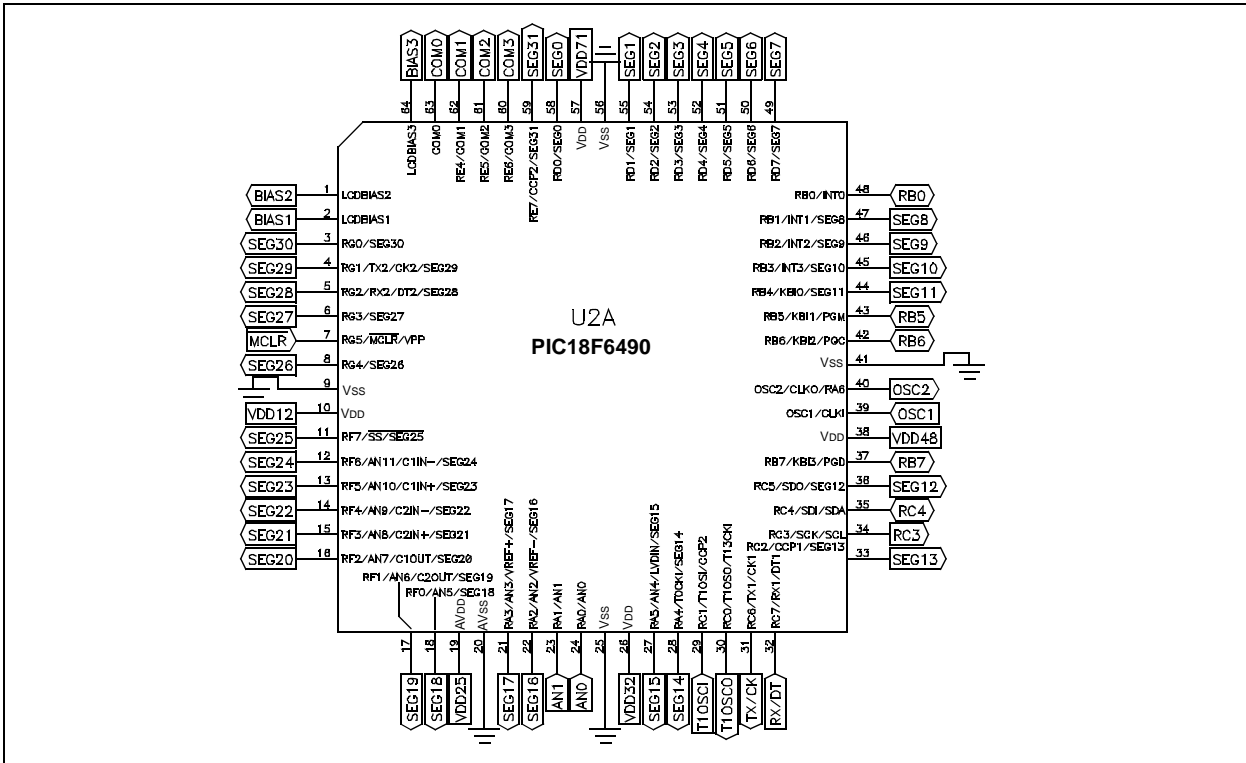 BIAS3 COM0 COM1 COM2 COM3 SEG31 SEG0 VDD71 SEG1 SEG2 SEG3 SEG4 SEG5 SEG6 SEG7
64 63 62 61 60 59 58 57 56 55 54 53 52 51 50 49
LCDBIAS3 COM0 RE4/COM1 RE5/COM2 RE6/COM3 RE7/CCP2/SEG31 RD0/SEG0 VDD VSS RD1/SEG1 RD2/SEG2 RD3/SEG3 RD4/SEG4 RD5/SEG5 RD6/SEG6 RD7/SEG7
BIAS2 1 LCDBIAS2
BIAS1 2 LCDBIAS1
SEG30 3 RG0/SEG30
SEG29 4 RG1/TX2/CK2/SEG29
SEG28 5 RG2/RX2/DT2/SEG28
SEG27 6 RG3/SEG27
MCLR 7 RG5/MCLR/VPP
SEG26 8 RG4/SEG26
9 VSS
VDD12 10 VDD
SEG25 11 RF7/SS/SEG25
SEG24 12 RF6/AN11/C1IN-/SEG24
SEG23 13 RF5/AN10/C1IN+/SEG23
SEG22 14 RF4/AN9/C2IN-/SEG22
SEG21 15 RF3/AN8/C2IN+/SEG21
SEG20 16 RF2/AN7/C1OUT/SEG20
U2A
PIC18F6490
RB0/INT0 48 RB0
RB1/INT1/SEG8 47 SEG8
RB2/INT2/SEG9 46 SEG9
RB3/INT3/SEG10 45 SEG10
RB4/KBI0/SEG11 44 SEG11
RB5/KBI1/PGM 43 RB5
RB6/KBI2/PGC 42 RB6
VSS 41
OSC2/CLKO/RA6 40 OSC2
OSC1/CLKI 39 OSC1
VDD 38 VDD48
RB7/KBI3/PGD 37 RB7
RC5/SDO/SEG12 36 SEG12
RC4/SDI/SDA 35 RC4
RC3/SCK/SCL 34 RC3
RC2/CCP1/SEG13 33 SEG13
RF1/AN6/C2OUT/SEG19
RF0/AN5/SEG18
AVDD AVSS RA3/AN3/VREF+/SEG17 RA2/AN2/VREF-/SEG16 RA1/AN1 RA0/AN0 VSS VDD RA5/AN4/LVDIN/SEG15 RA4/T0CKI/SEG14 RC1/T1OSI/CCP2 RC0/T1OSO/T13CKI RC6/TX1/CK1 RC7/RX1/DT1
17 18 19 20 21 22 23 24 25 26 27 28 29 30 31 32
SEG19 SEG18 VDD25 SEG17 SEG16 AN1 AN0 VDD32 SEG15 SEG14 T1OSCI T1OSCO TX/CK RX/DT